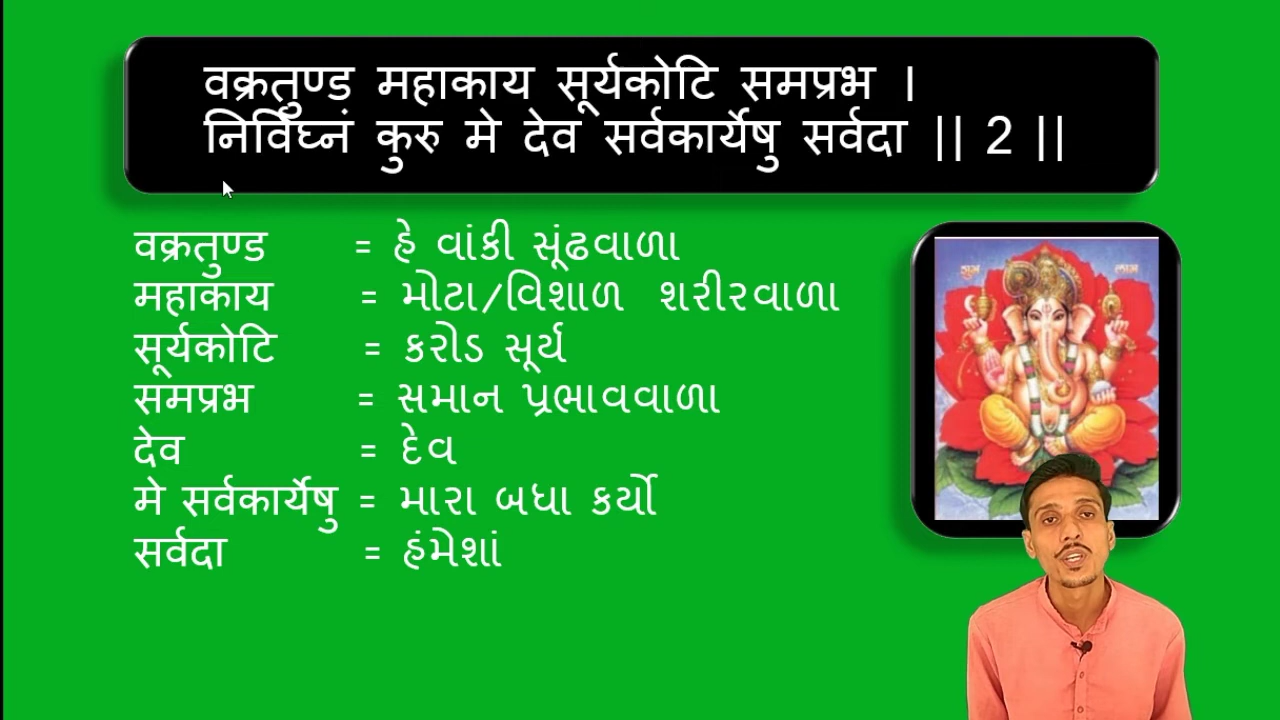 वक्रतुण्ड महाकाय सूर्यकोटि समप्रभ ।
निर्विघ्नं कुरु मे देव सर्वकार्येषु सर्वदा || 2 ||
वक्रतुण्ड = હે વાંકી સૂંઢવાળા
महाकाय = મોટા/વિશાળ શરીરવાળા
सूर्यकोटि = કરોડ સૂર્ય
समप्रभ = સમાન પ્રભાવવાળા
देव = દેવ
मे सर्वकार्येषु = મારા બધા કર્યો
सर्वदा = હંમેશાં
शुभ लाभ